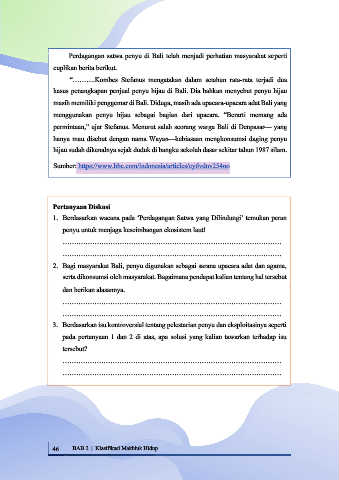 Perdagangan satwa penyu di Bali telah menjadi perhatian masyarakat seperti
cuplikan berita berikut.
"……….Kombes Stefanus mengatakan dalam setahun rata-rata terjadi dua
kasus penangkapan penjual penyu hijau di Bali. Dia bahkan menyebut penyu hijau
masih memiliki penggemar di Bali. Diduga, masih ada upacara-upacara adat Bali yang
menggunakan penyu hijau sebagai bagian dari upacara. "Berarti memang ada
permintaan," ujar Stefanus. Menurut salah seorang warga Bali di Denpasar— yang
hanya mau disebut dengan nama Wayan—kebiasaan mengkonsumsi daging penyu
hijau sudah dikenalnya sejak duduk di bangku sekolah dasar sekitar tahun 1987 silam.
Sumber: https://www.bbc.com/indonesia/articles/
Pertanyaan Diskusi
1. Berdasarkan wacana pada 'Perdagangan Satwa yang Dilindungi' temukan peran
penyu untuk menjaga keseimbangan ekosistem laut!
2. Bagi masyarakat Bali, penyu digunakan sebagai sarana upacara adat dan agama,
serta dikonsumsi oleh masyarakat. Bagaimana pendapat kalian tentang hal tersebut
dan berikan alasannya.
3. Berdasarkan isu kontroversial tentang pelestarian penyu dan eksploitasinya seperti
pada pertanyaan 1 dan 2 di atas, apa solusi yang kalian tawarkan terhadap isu
tersebut?
46 BAB 2 | Klasifikasi Makhluk Hidup